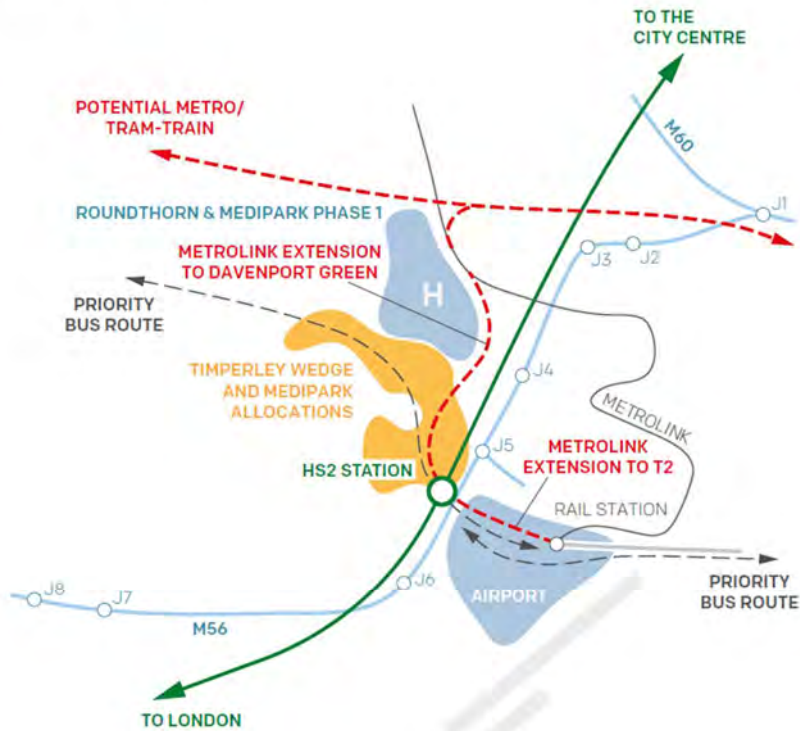 TO THE
CITY CENTRE
POTENTIAL METRO/
TRAM-TRAIN
M60
J1
ROUNDTHORN & MEDIPARK PHASE 1
METROLINK EXTENSION
TO DAVENPORT GREEN
J3
J2
H
PRIORITY
BUS ROUTE
TIMPERLEY WEDGE
AND MEDIPARK
ALLOCATIONS
J4
METROLINK
J5
METROLINK
EXTENSION TO T2
HS2 STATION
RAIL STATION
J6
AIRPORT
PRIORITY
BUS ROUTE
J8
J7
M56
TO LONDON